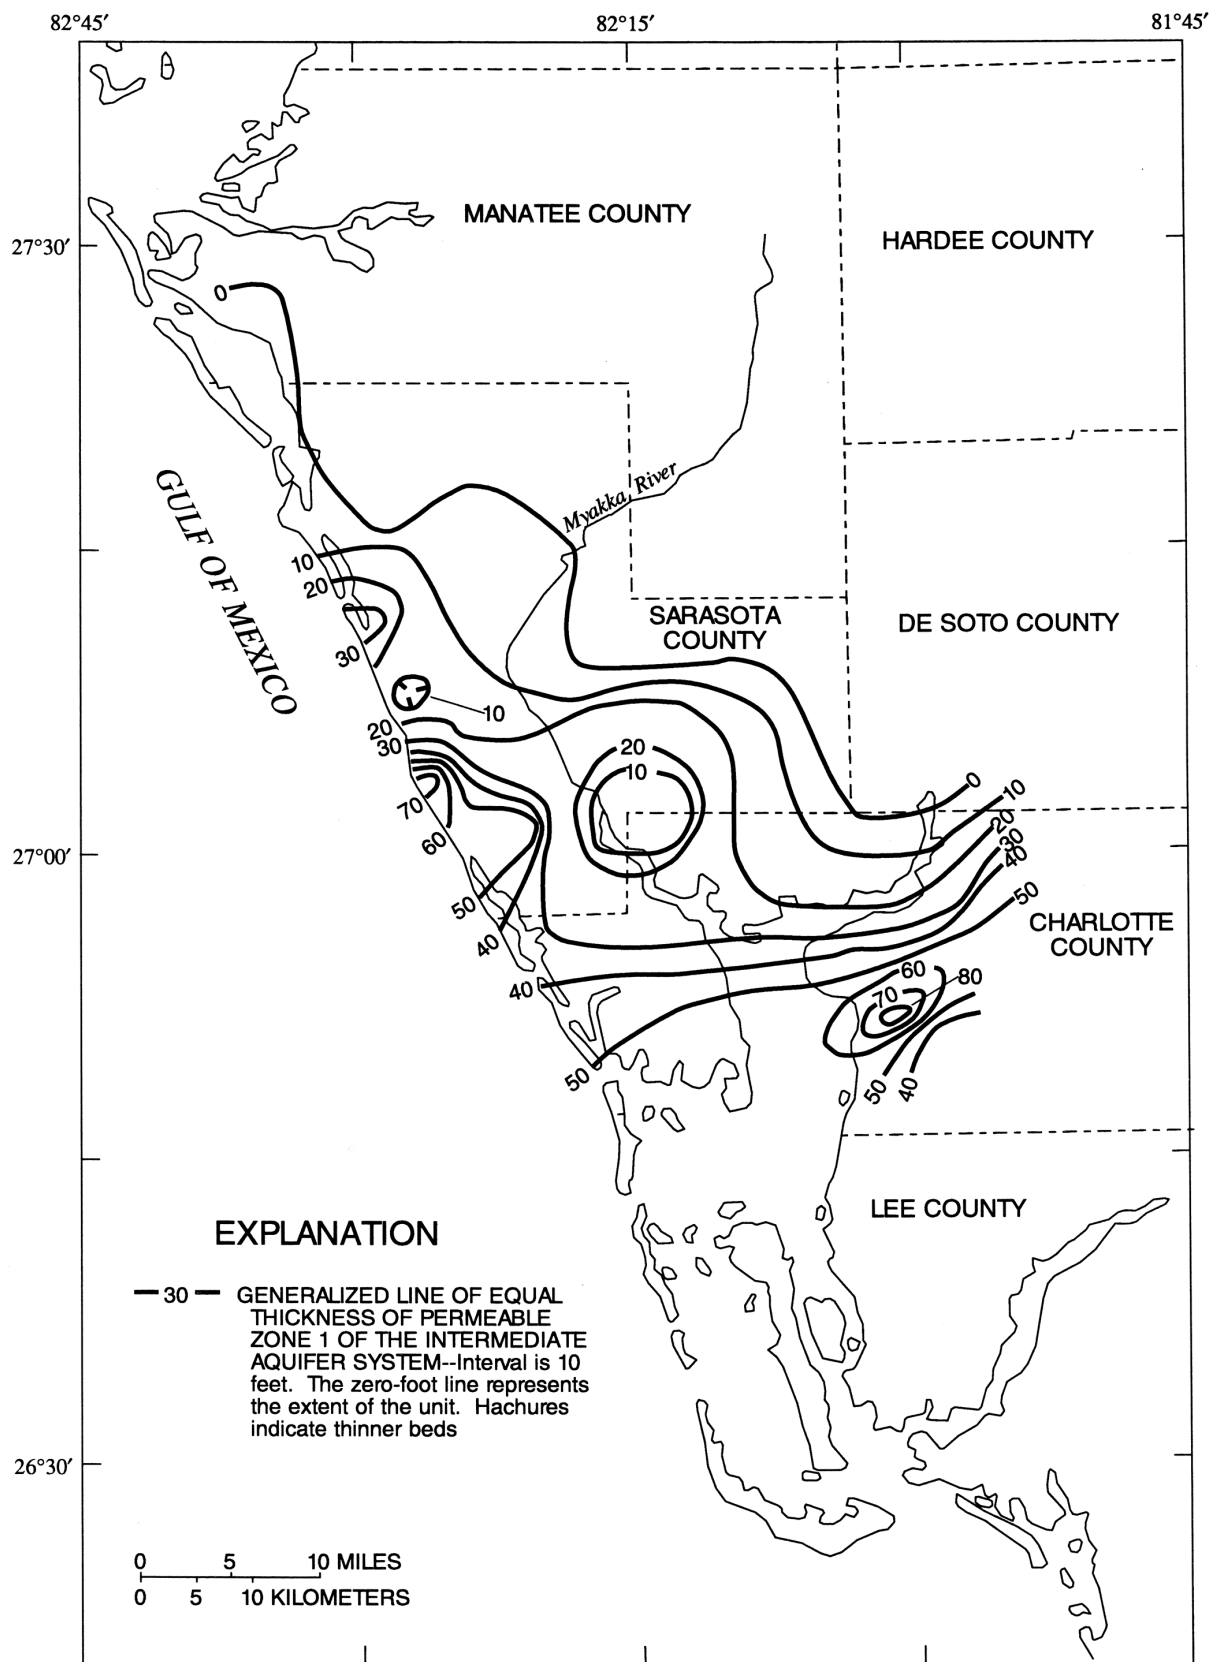 82°45′ 82°15′ 81°45′
MANATEE COUNTY
27°30′
HARDEE COUNTY
0
GULF OF MEXICO
Myakka River
10
20
SARASOTA
COUNTY
DE SOTO COUNTY
30
10
20
30
20
10
0
10
20
30
40
70
60
27°00′
50
50
40
CHARLOTTE
COUNTY
40
60
80
70
50
50
40
LEE COUNTY
EXPLANATION
30 GENERALIZED LINE OF EQUAL
THICKNESS OF PERMEABLE
ZONE 1 OF THE INTERMEDIATE
AQUIFER SYSTEM--Interval is 10
feet. The zero-foot line represents
the extent of the unit. Hachures
indicate thinner beds
26°30′
0 5 10 MILES
0 5 10 KILOMETERS